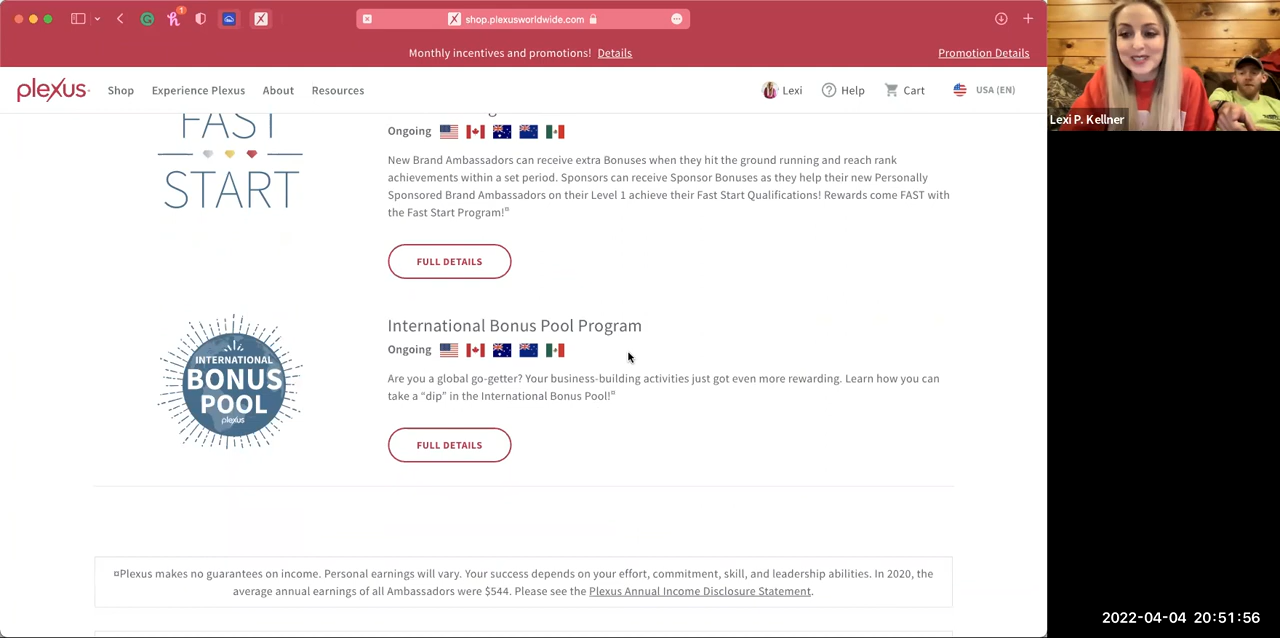 1
shop.plexusworldwide.com
Monthly incentives and promotions! Details
Promotion Details
plexus
Shop
Experience Plexus
About
Resources
Lexi
Help
Cart
USA (EN)
FAST
START
Ongoing
New Brand Ambassadors can receive extra Bonuses when they hit the ground running and reach rank
achievements within a set period. Sponsors can receive Sponsor Bonuses as they help their new Personally
Sponsored Brand Ambassadors on their Level 1 achieve their Fast Start Qualifications! Rewards come FAST with
the Fast Start Program!¤
FULL DETAILS
INTERNATIONAL
BONUS
POOL
plexus
International Bonus Pool Program
Ongoing
Are you a global go-getter? Your business-building activities just got even more rewarding. Learn how you can
take a “dip” in the International Bonus Pool!¤
FULL DETAILS
¤Plexus makes no guarantees on income. Personal earnings will vary. Your success depends on your effort, commitment, skill, and leadership abilities. In 2020, the
average annual earnings of all Ambassadors were $544. Please see the Plexus Annual Income Disclosure Statement.
Lexi P. Kellner
2022-04-04 20:51:56